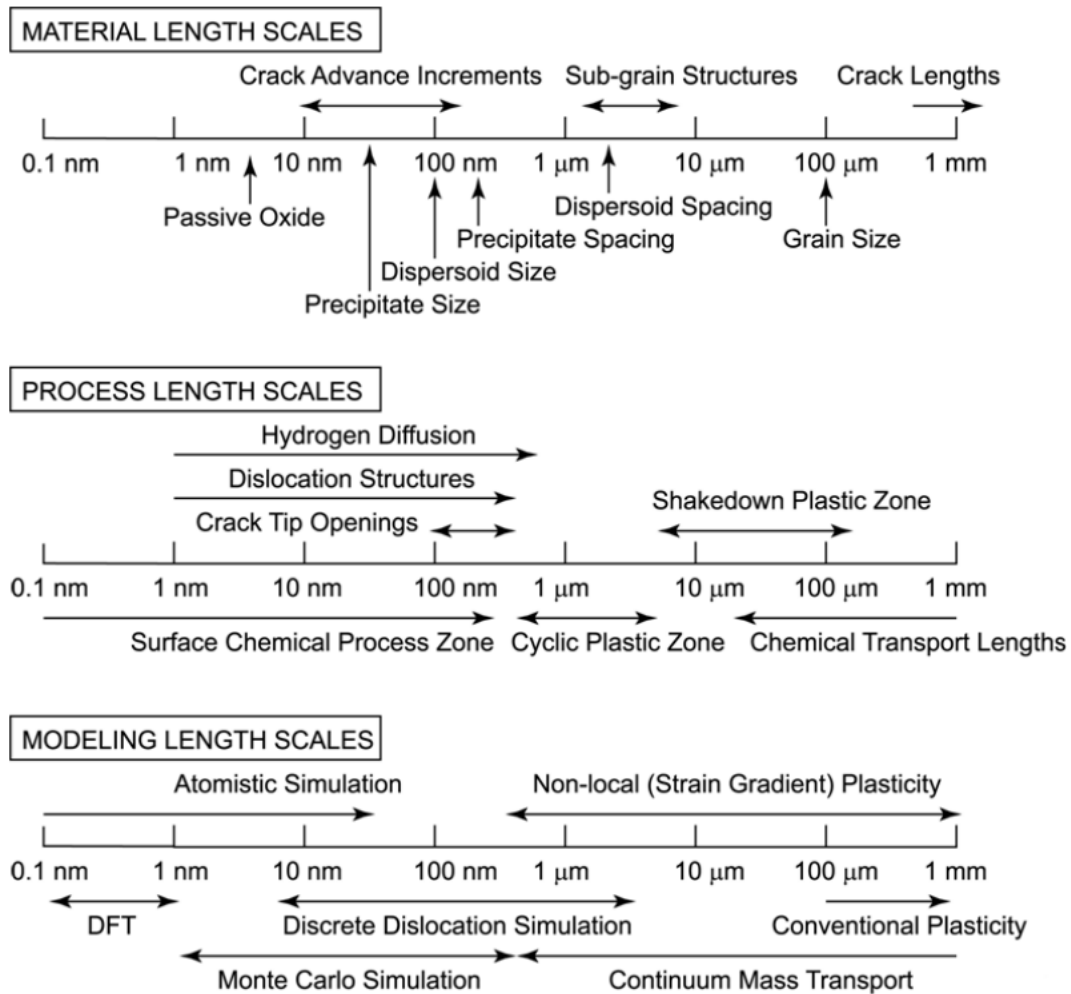 MATERIAL LENGTH SCALES
Crack Advance Increments Sub-grain Structures Crack Lengths
0.1 nm 1 nm 10 nm 100 nm 1 μm 10 μm 100 μm 1 mm
Passive Oxide Dispersoid Spacing
Precipitate Spacing Grain Size
Dispersoid Size
Precipitate Size
PROCESS LENGTH SCALES
Hydrogen Diffusion
Dislocation Structures
Shakedown Plastic Zone
Crack Tip Openings
0.1 nm 1 nm 10 nm 100 nm 1 μm 10 μm 100 μm 1 mm
Surface Chemical Process Zone Cyclic Plastic Zone Chemical Transport Lengths
MODELING LENGTH SCALES
Atomistic Simulation Non-local (Strain Gradient) Plasticity
0.1 nm 1 nm 10 nm 100 nm 1 μm 10 μm 100 μm 1 mm
DFT Discrete Dislocation Simulation Conventional Plasticity
Monte Carlo Simulation Continuum Mass Transport